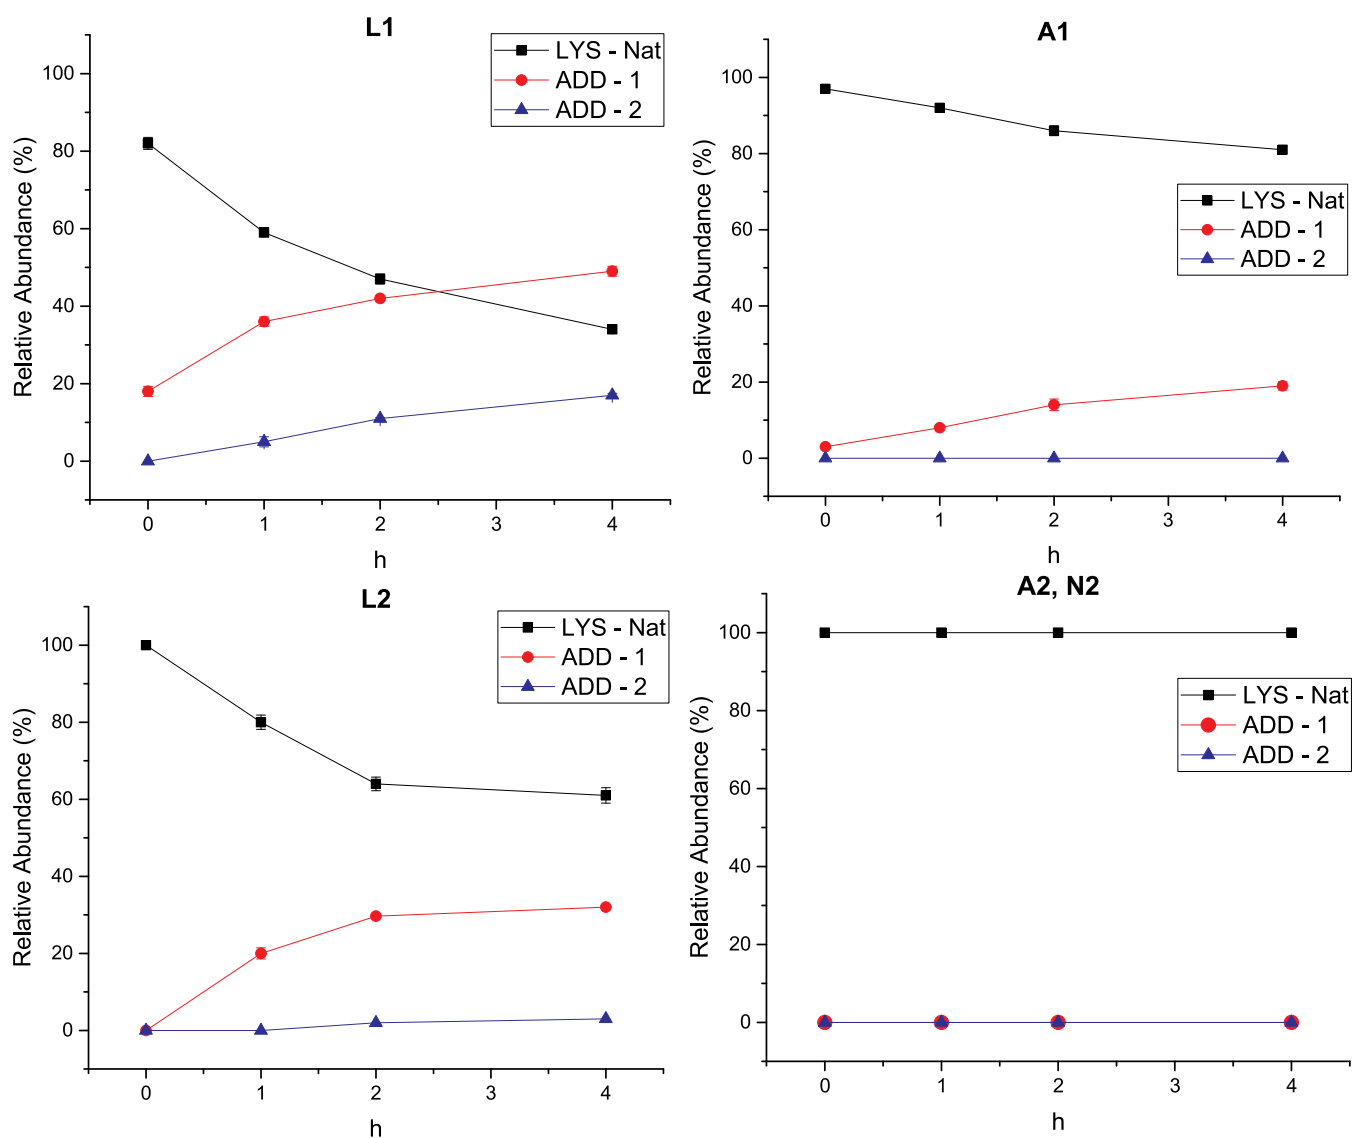 L1
LYS - Nat
ADD - 1
ADD - 2
Relative Abundance (%)
100
80
60
40
20
0
0 1 2 3 4
h
A1
LYS - Nat
ADD - 1
ADD - 2
Relative Abundance (%)
100
80
60
40
20
0
0 1 2 3 4
h
L2
LYS - Nat
ADD - 1
ADD - 2
Relative Abundance (%)
100
80
60
40
20
0
0 1 2 3 4
h
A2, N2
LYS - Nat
ADD - 1
ADD - 2
Relative Abundance (%)
100
80
60
40
20
0
0 1 2 3 4
h